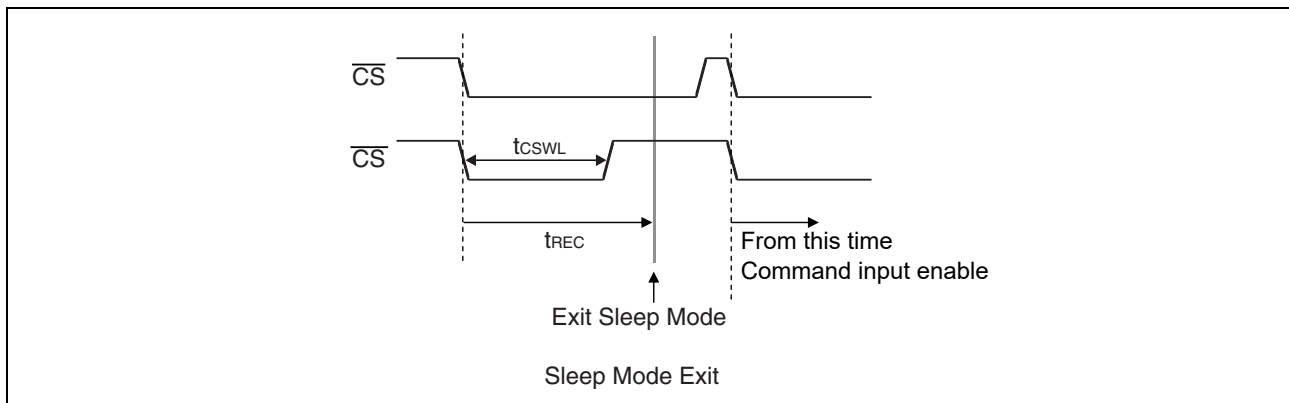 CS
CS
tCSWL
tREC
From this time
Command input enable
Exit Sleep Mode
Sleep Mode Exit